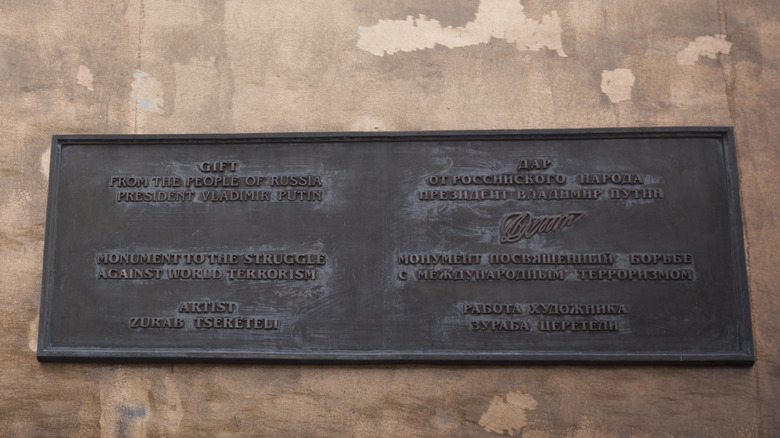 GIFT
FROM THE PEOPLE OF RUSSIA
PRESIDENT VLADIMIR PUTIN
MONUMENT TO THE STRUGGLE
AGAINST WORLD TERRORISM
ARTIST
ZURAB TSERETELI
ДАР
ОТ РОССИЙСКОГО НАРОДА
ПРЕЗИДЕНТ ВЛАДИМИР ПУТИН
МОНУМЕНТ ПОСВЯЩЕННЫЙ БОРЬБЕ
С МЕЖДУНАРОДНЫМ ТЕРРОРИЗМОМ
РАБОТА ХУДОЖНИКА
ЗУРАБА ЦЕРЕТЕЛИ